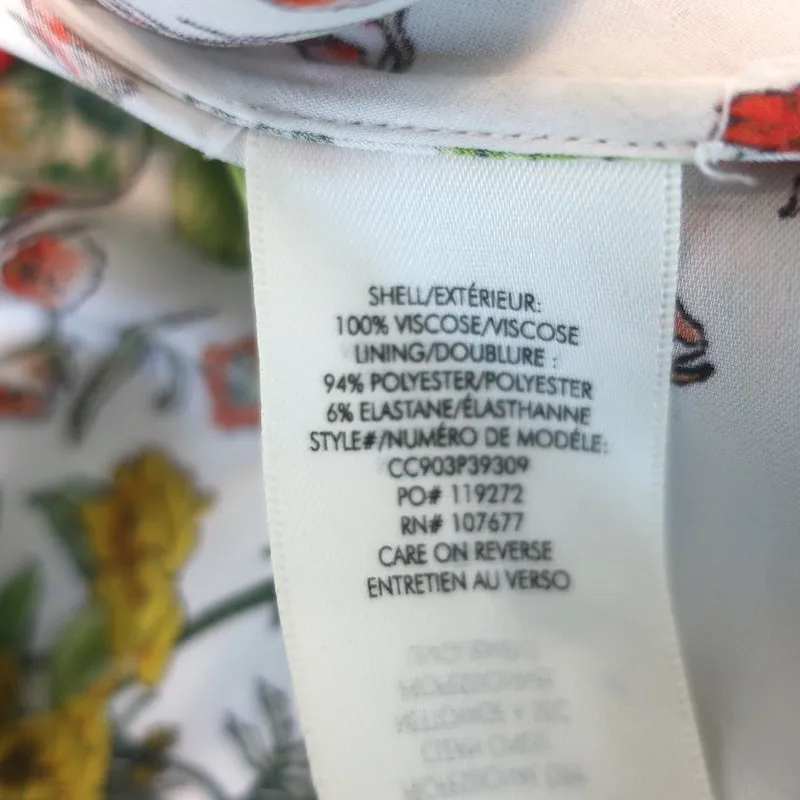 SHELL/EXTÉRIEUR:
100% VISCOSE/VISCOSE
LINING/DOUBLURE :
94% POLYESTER/POLYESTER
6% ELASTANE/ÉLASTHANNE
STYLE#/NUMÉRO DE MODÉLE:
CC903P39309
PO# 119272
RN# 107677
CARE ON REVERSE
ENTRETIEN AU VERSO